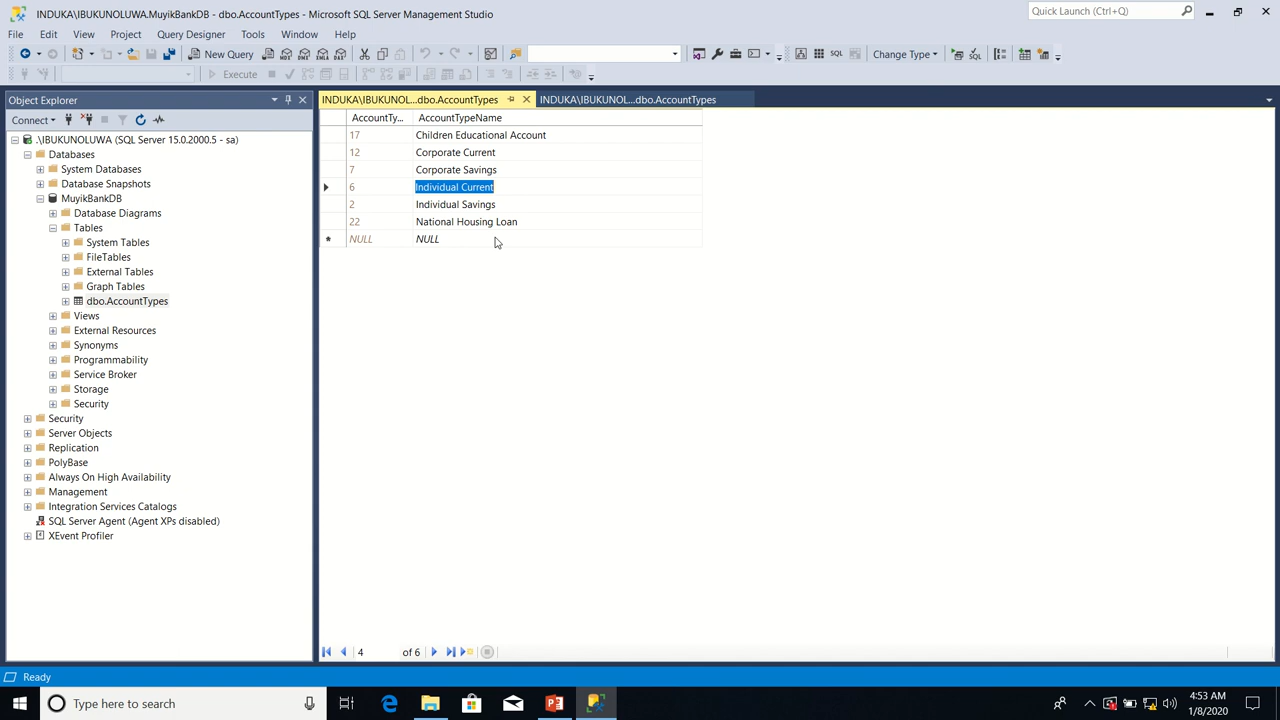 INDUKA\IBUKUNOLUWA.MuyikBankDB - dbo.AccountTypes - Microsoft SQL Server Management Studio
Quick Launch (Ctrl+Q)
File Edit View Project Query Designer Tools Window Help
New Query
MDX DMX XMLA DAX
SQL
Change Type
SQL
Execute
Object Explorer
INDUKA\IBUKUNOL...dbo.AccountTypes
INDUKA\IBUKUNOL...dbo.AccountTypes
Connect
.\IBUKUNOLUWA (SQL Server 15.0.2000.5 - sa)
Databases
System Databases
Database Snapshots
MuyikBankDB
Database Diagrams
Tables
System Tables
FileTables
External Tables
Graph Tables
dbo.AccountTypes
Views
External Resources
Synonyms
Programmability
Service Broker
Storage
Security
Security
Server Objects
Replication
PolyBase
Always On High Availability
Management
Integration Services Catalogs
SQL Server Agent (Agent XPs disabled)
XEvent Profiler
AccountTy... AccountTypeName
17 Children Educational Account
12 Corporate Current
7 Corporate Savings
6 Individual Current
2 Individual Savings
22 National Housing Loan
NULL NULL
4 of 6
Ready
Type here to search
4:53 AM
1/8/2020